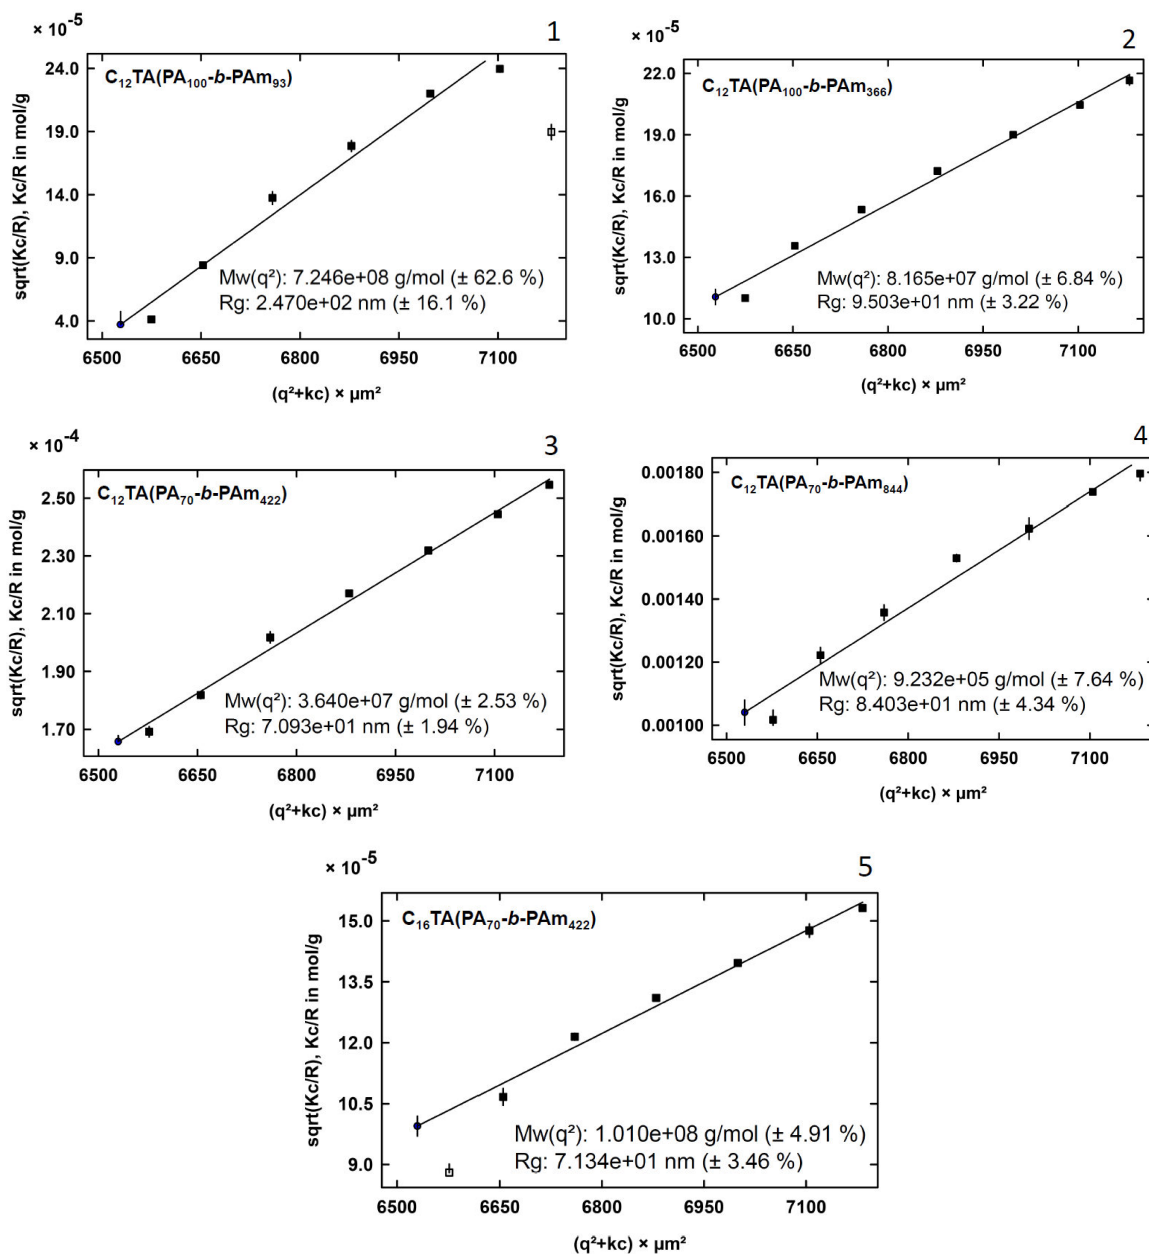 × 10-5
1
C12TA(PA100-b-PAm93)
sqrt(Kc/R), Kc/R in mol/g
24.0
19.0
14.0
9.0
4.0
Mw(q²): 7.246e+08 g/mol (± 62.6 %)
Rg: 2.470e+02 nm (± 16.1 %)
6500 6650 6800 6950 7100
(q²+kc) × µm²
× 10-5
2
C12TA(PA100-b-PAm366)
sqrt(Kc/R), Kc/R in mol/g
22.0
19.0
16.0
13.0
10.0
Mw(q²): 8.165e+07 g/mol (± 6.84 %)
Rg: 9.503e+01 nm (± 3.22 %)
6500 6650 6800 6950 7100
(q²+kc) × µm²
× 10-4
3
C12TA(PA70-b-PAm422)
sqrt(Kc/R), Kc/R in mol/g
2.50
2.30
2.10
1.90
1.70
Mw(q²): 3.640e+07 g/mol (± 2.53 %)
Rg: 7.093e+01 nm (± 1.94 %)
6500 6650 6800 6950 7100
(q²+kc) × µm²
4
C12TA(PA70-b-PAm844)
sqrt(Kc/R), Kc/R in mol/g
0.00180
0.00160
0.00140
0.00120
0.00100
Mw(q²): 9.232e+05 g/mol (± 7.64 %)
Rg: 8.403e+01 nm (± 4.34 %)
6500 6650 6800 6950 7100
(q²+kc) × µm²
× 10-5
5
C16TA(PA70-b-PAm422)
sqrt(Kc/R), Kc/R in mol/g
15.0
13.5
12.0
10.5
9.0
Mw(q²): 1.010e+08 g/mol (± 4.91 %)
Rg: 7.134e+01 nm (± 3.46 %)
6500 6650 6800 6950 7100
(q²+kc) × µm²